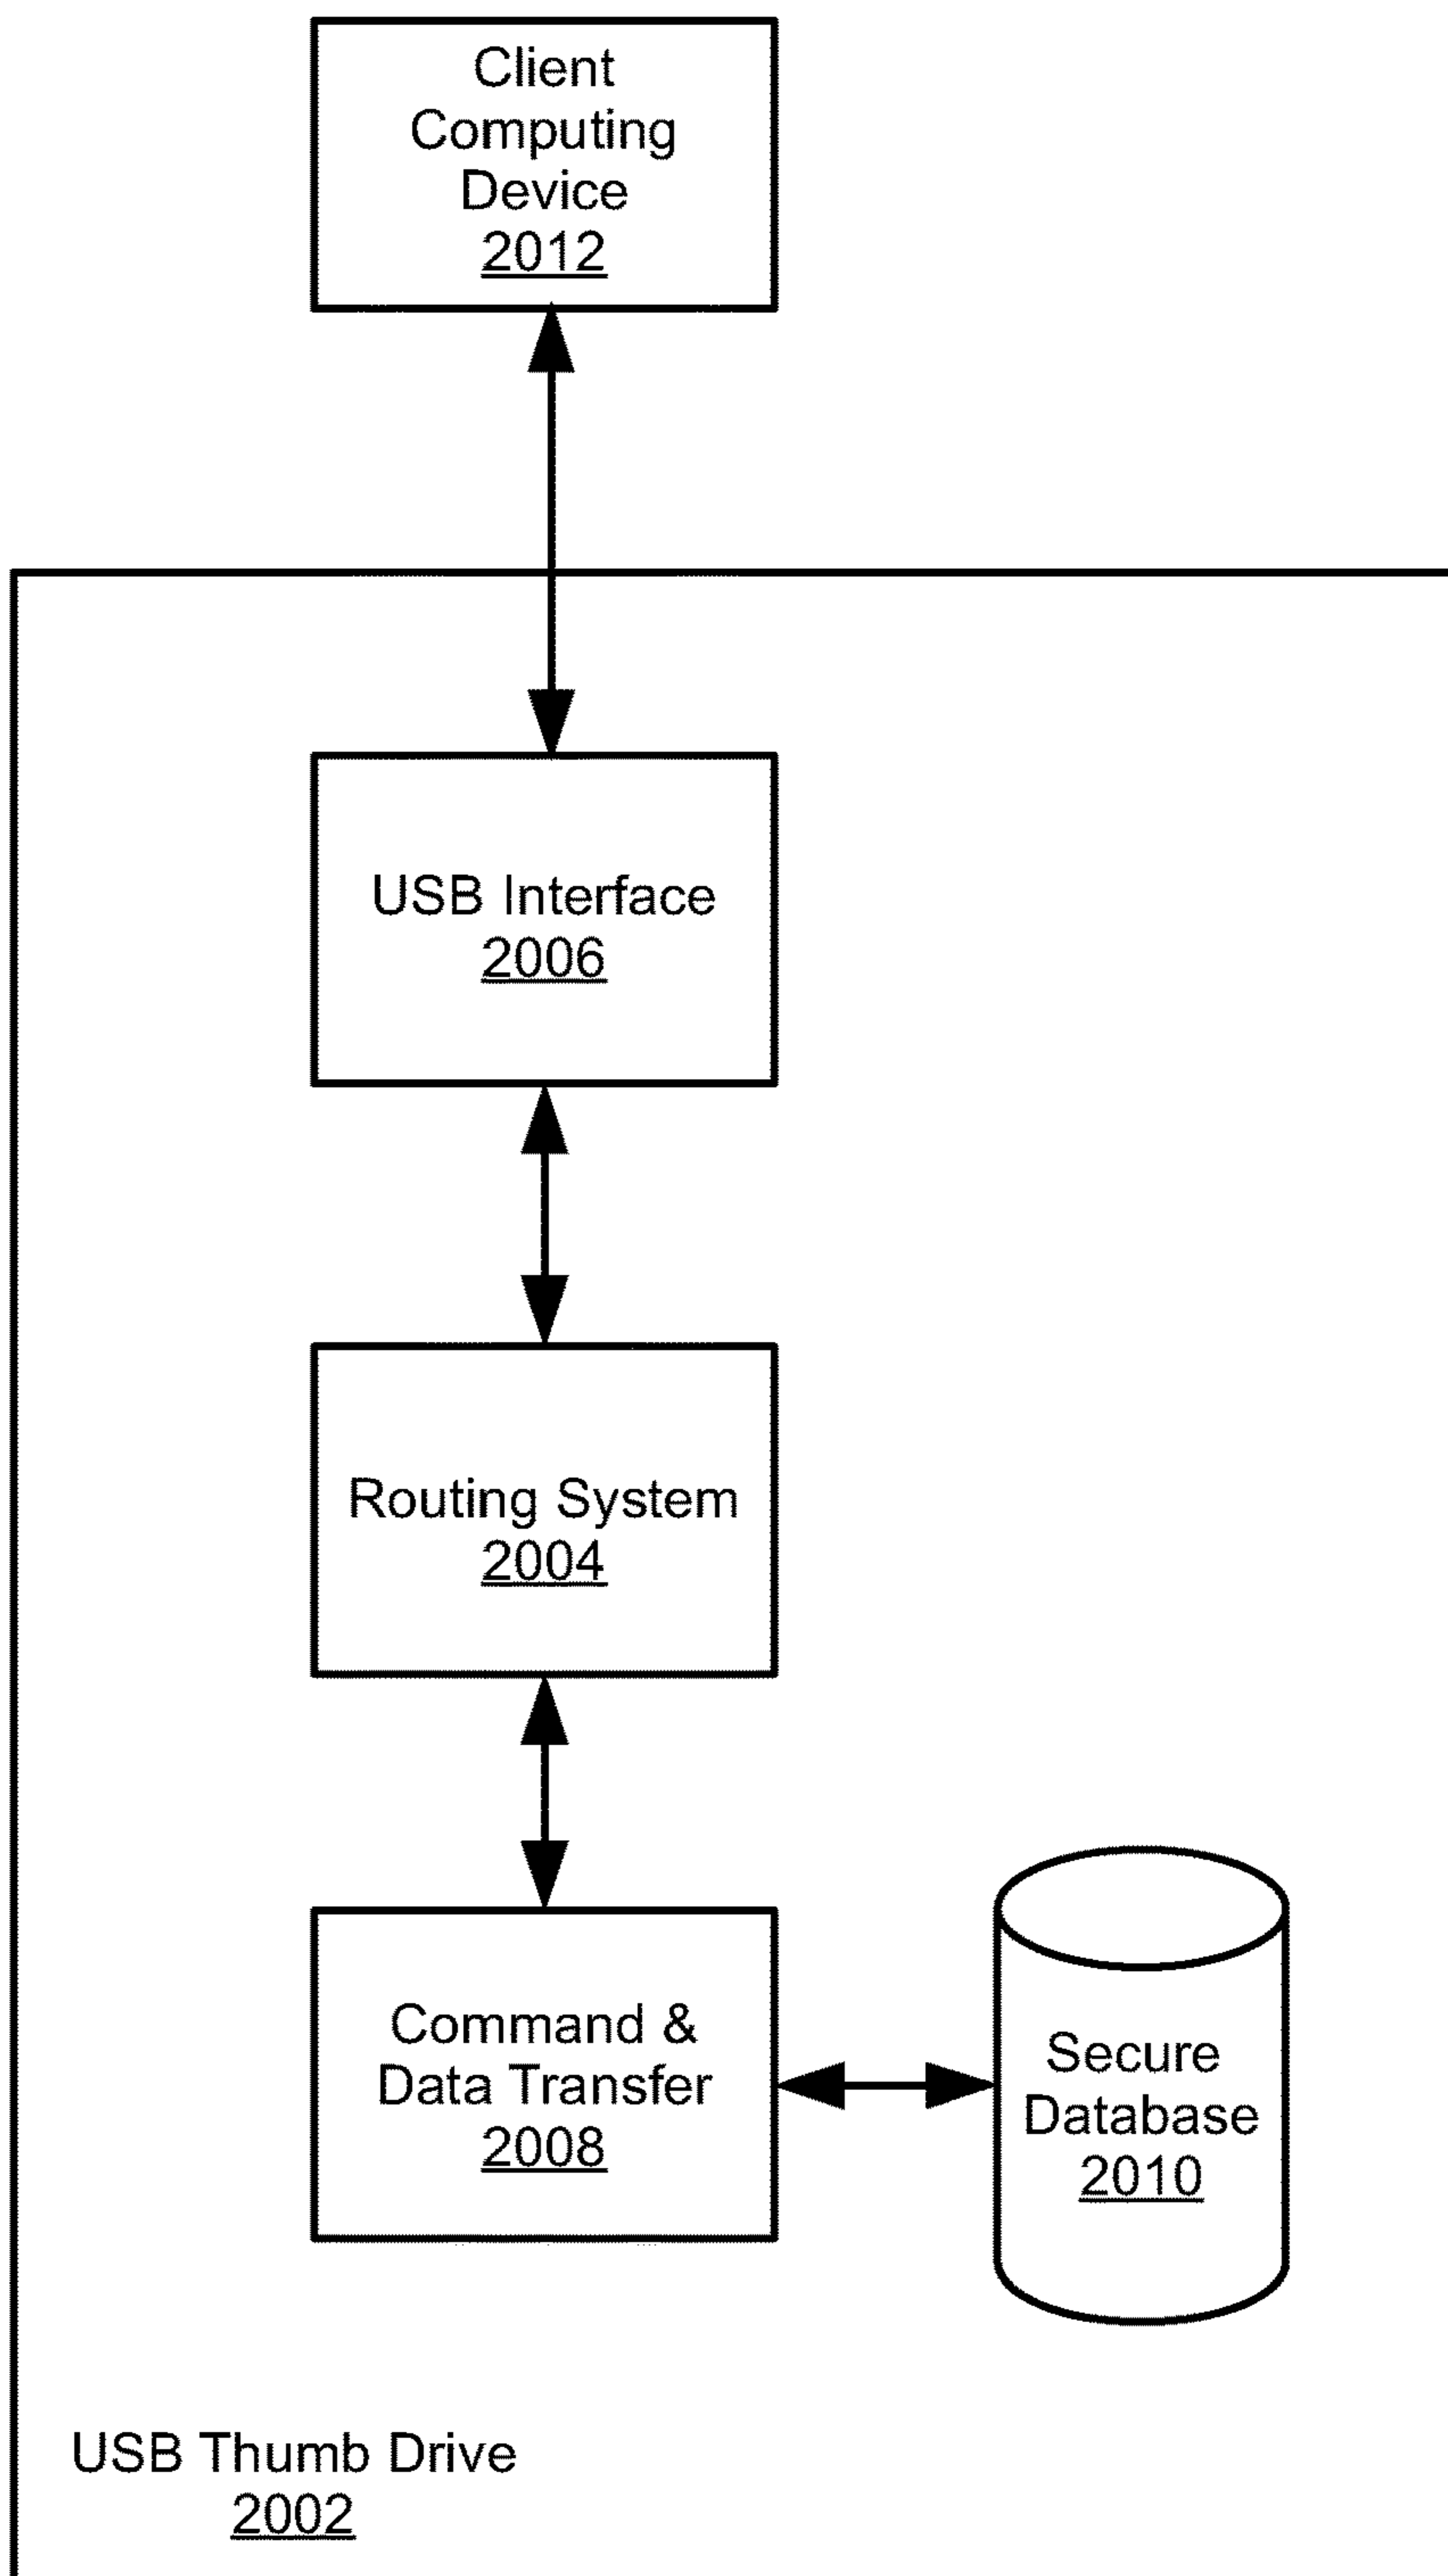 Client
Computing
Device
2012
USB Interface
2006
Routing System
2004
Command &
Data Transfer
2008
Secure
Database
2010
USB Thumb Drive
2002